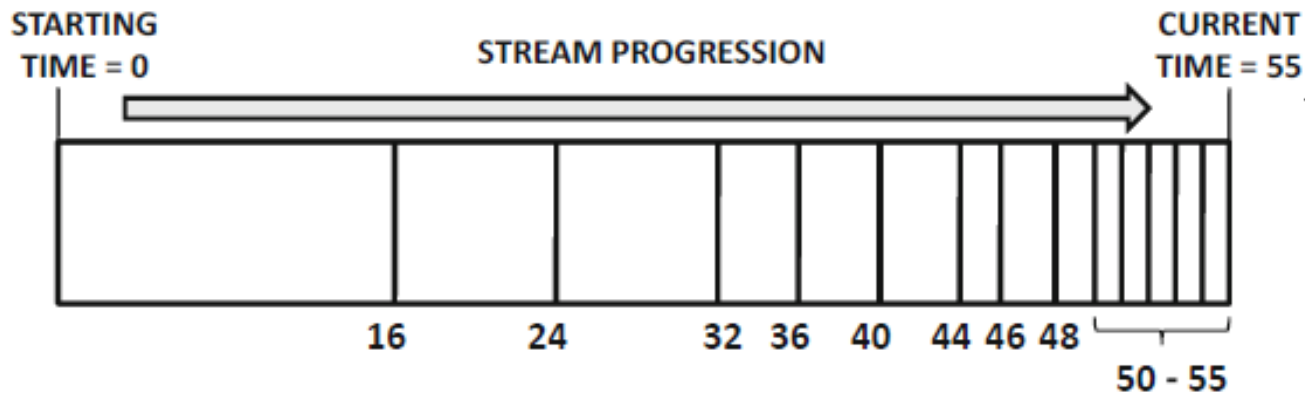 STARTING
TIME = 0
STREAM PROGRESSION
CURRENT
TIME = 55
16 24 32 36 40 44 46 48
50 - 55